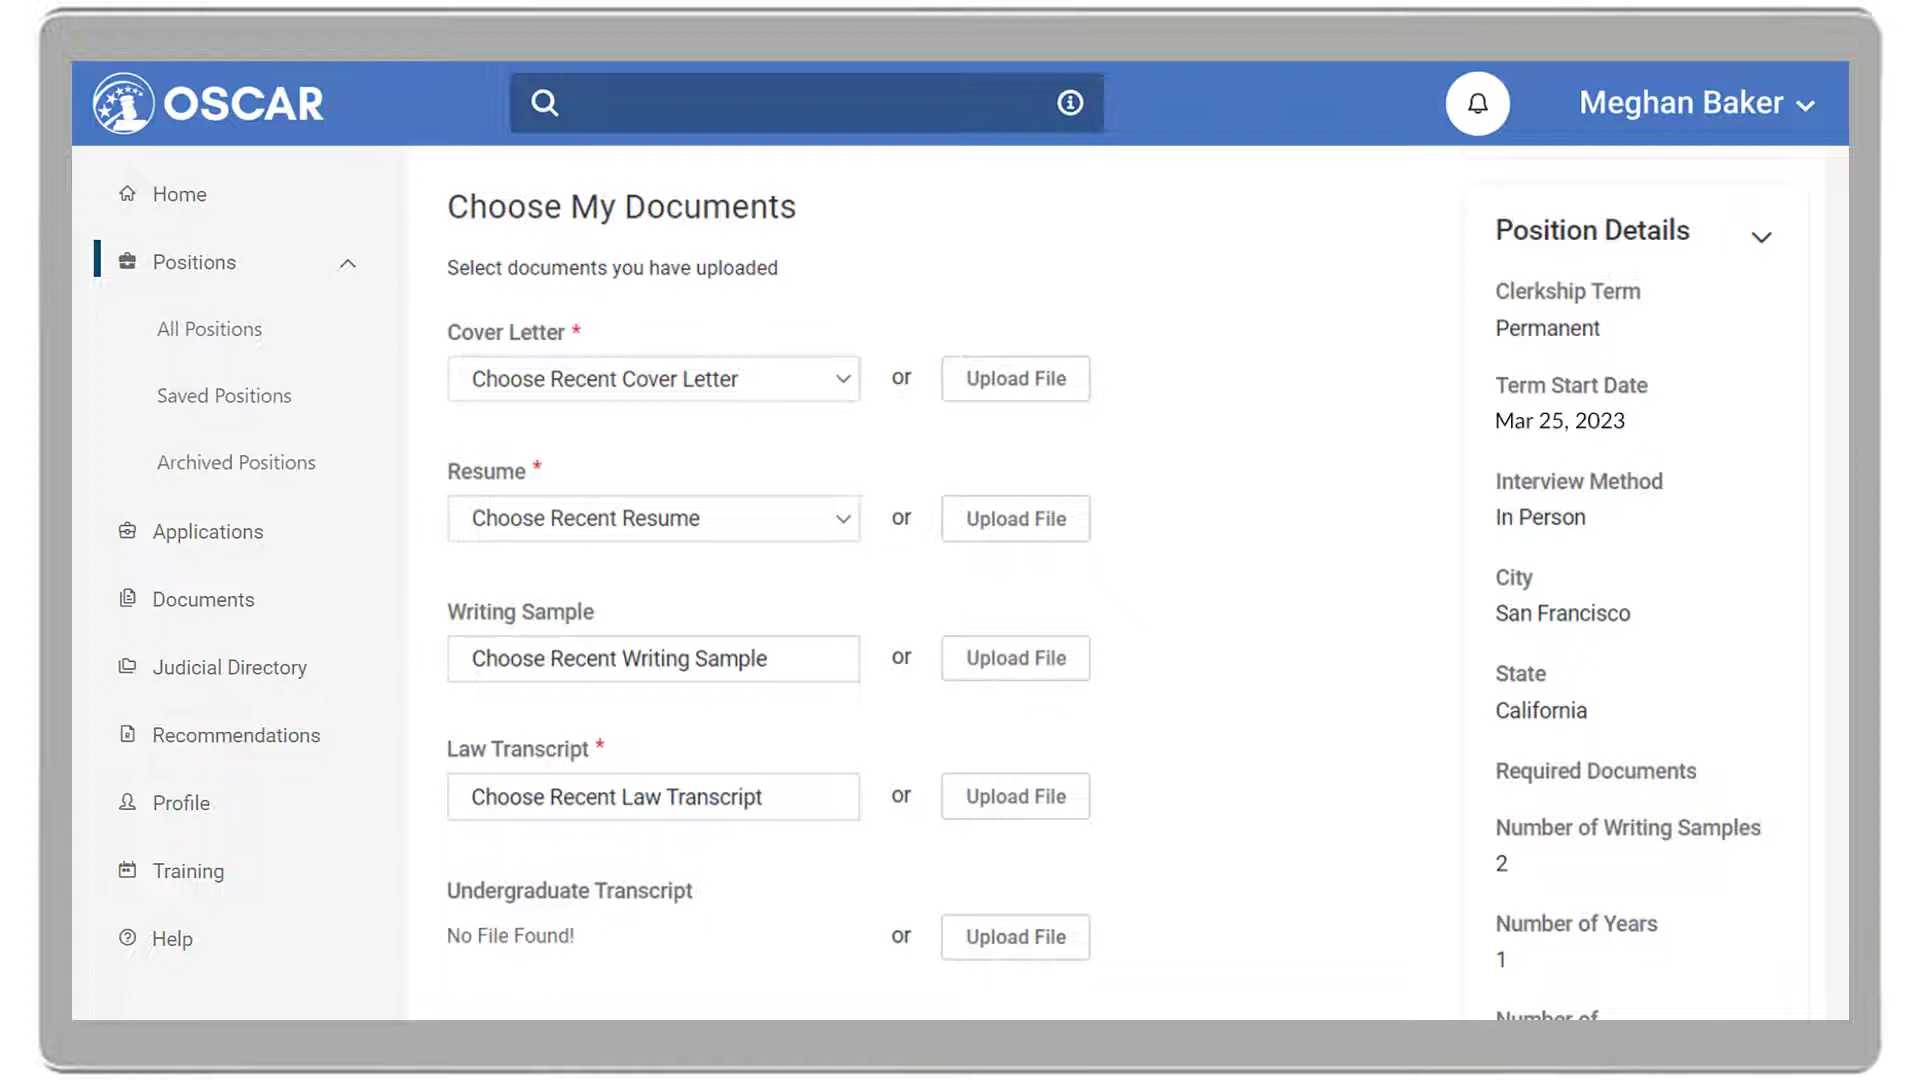 OSCAR
Meghan Baker
Home
Positions
All Positions
Saved Positions
Archived Positions
Applications
Documents
Judicial Directory
Recommendations
Profile
Training
Help
Choose My Documents
Select documents you have uploaded
Cover Letter *
Choose Recent Cover Letter or Upload File
Resume *
Choose Recent Resume or Upload File
Writing Sample
Choose Recent Writing Sample or Upload File
Law Transcript *
Choose Recent Law Transcript or Upload File
Undergraduate Transcript
No File Found! or Upload File
Position Details
Clerkship Term
Permanent
Term Start Date
Mar 25, 2023
Interview Method
In Person
City
San Francisco
State
California
Required Documents
Number of Writing Samples
2
Number of Years
1
Number of